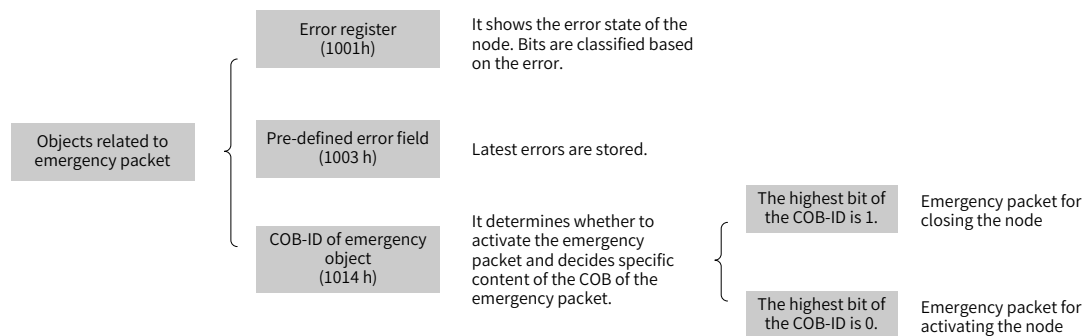 Objects related to
emergency packet
Error register
(1001h)
It shows the error state of the
node. Bits are classified based
on the error.
Pre-defined error field
(1003 h)
Latest errors are stored.
COB-ID of emergency
object
(1014 h)
It determines whether to
activate the emergency
packet and decides specific
content of the COB of the
emergency packet.
The highest bit of
the COB-ID is 1.
Emergency packet for
closing the node
The highest bit of
the COB-ID is 0.
Emergency packet for
activating the node